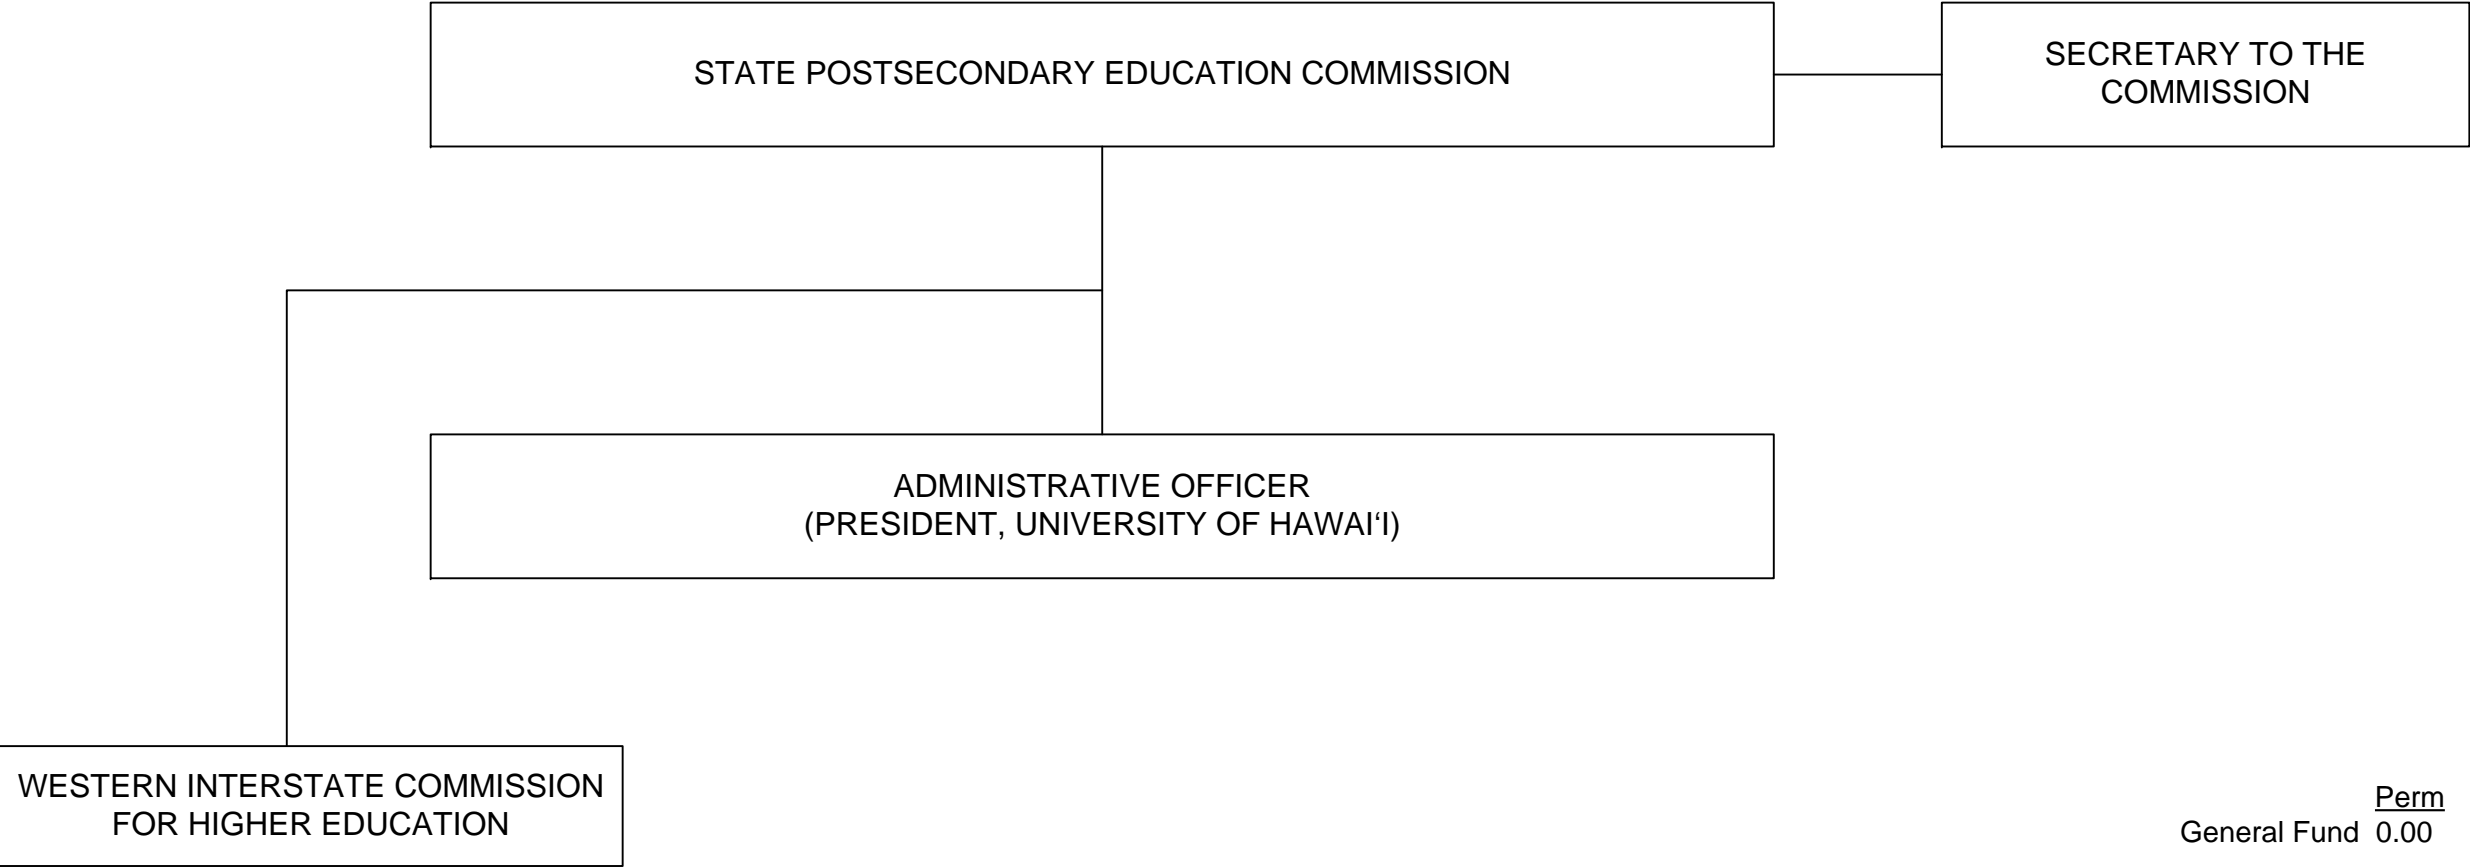 STATE POSTSECONDARY EDUCATION COMMISSION
SECRETARY TO THE
COMMISSION
ADMINISTRATIVE OFFICER
(PRESIDENT, UNIVERSITY OF HAWAI‘I)
WESTERN INTERSTATE COMMISSION
FOR HIGHER EDUCATION
Perm
General Fund 0.00